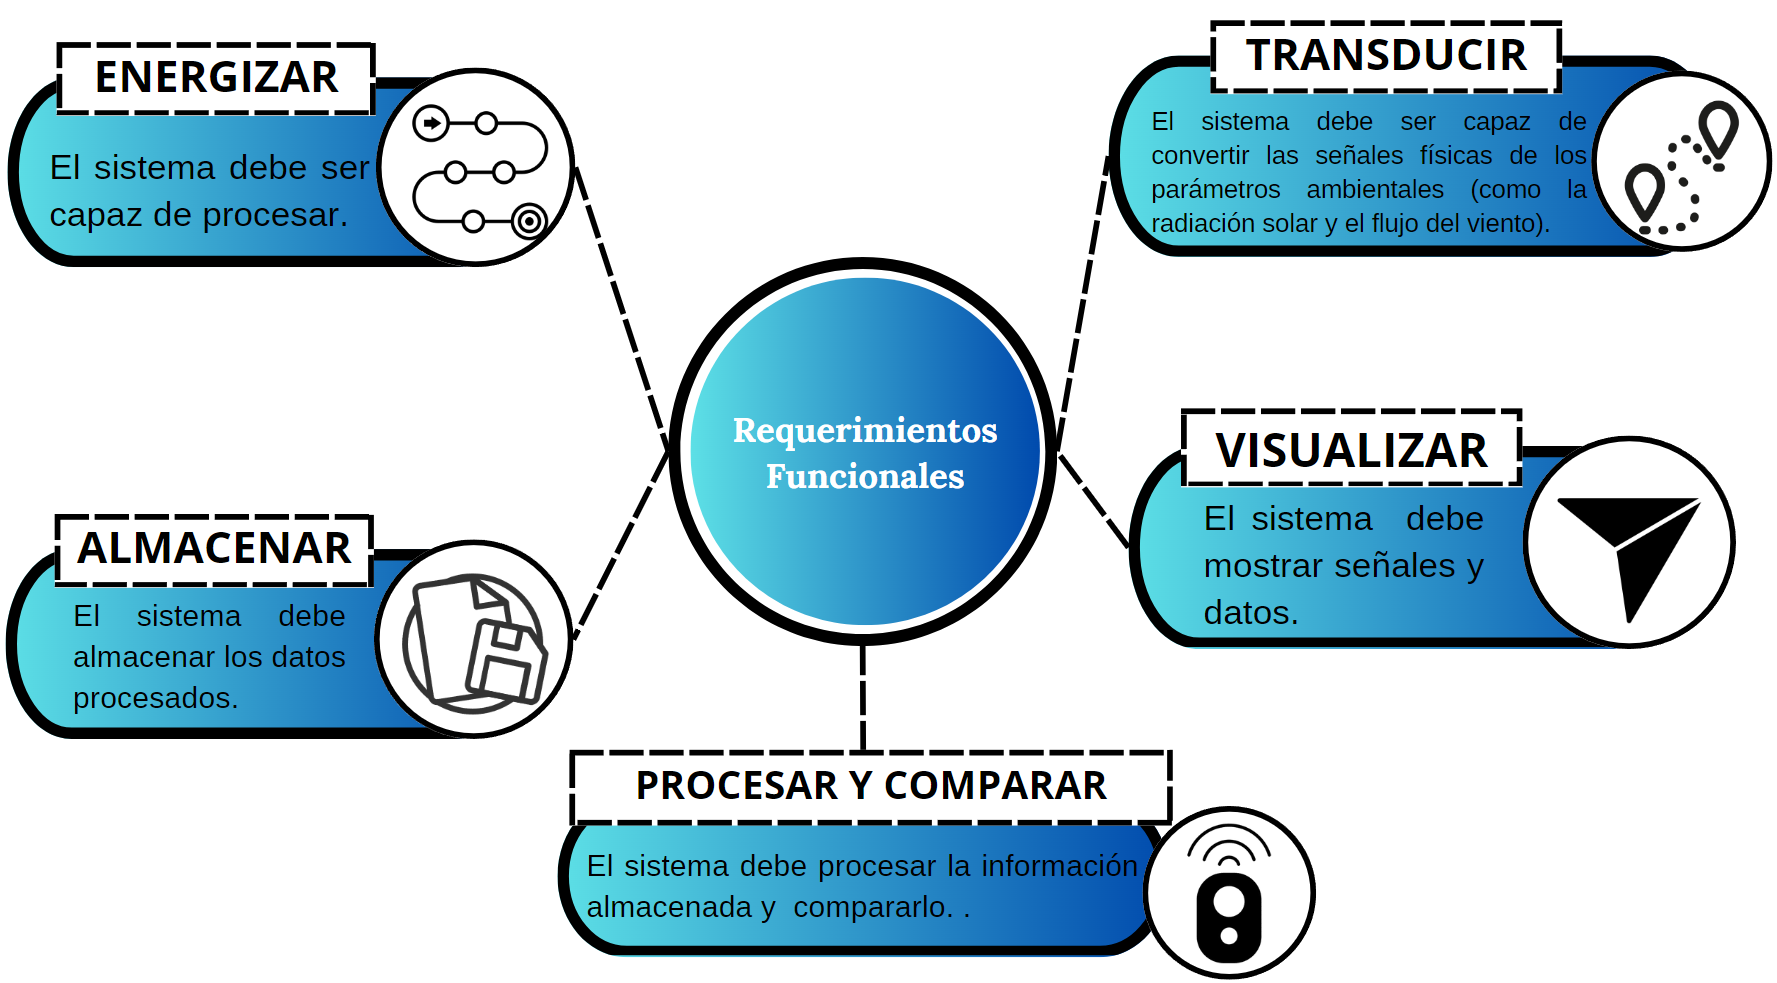 ENERGIZAR
El sistema debe ser
capaz de procesar.
TRANSDUCIR
El sistema debe ser capaz de
convertir las señales físicas de los
parámetros ambientales (como la
radiación solar y el flujo del viento).
Requerimientos
Funcionales
ALMACENAR
El sistema debe
almacenar los datos
procesados.
VISUALIZAR
El sistema debe
mostrar señales y
datos.
PROCESAR Y COMPARAR
El sistema debe procesar la información
almacenada y compararlo. .